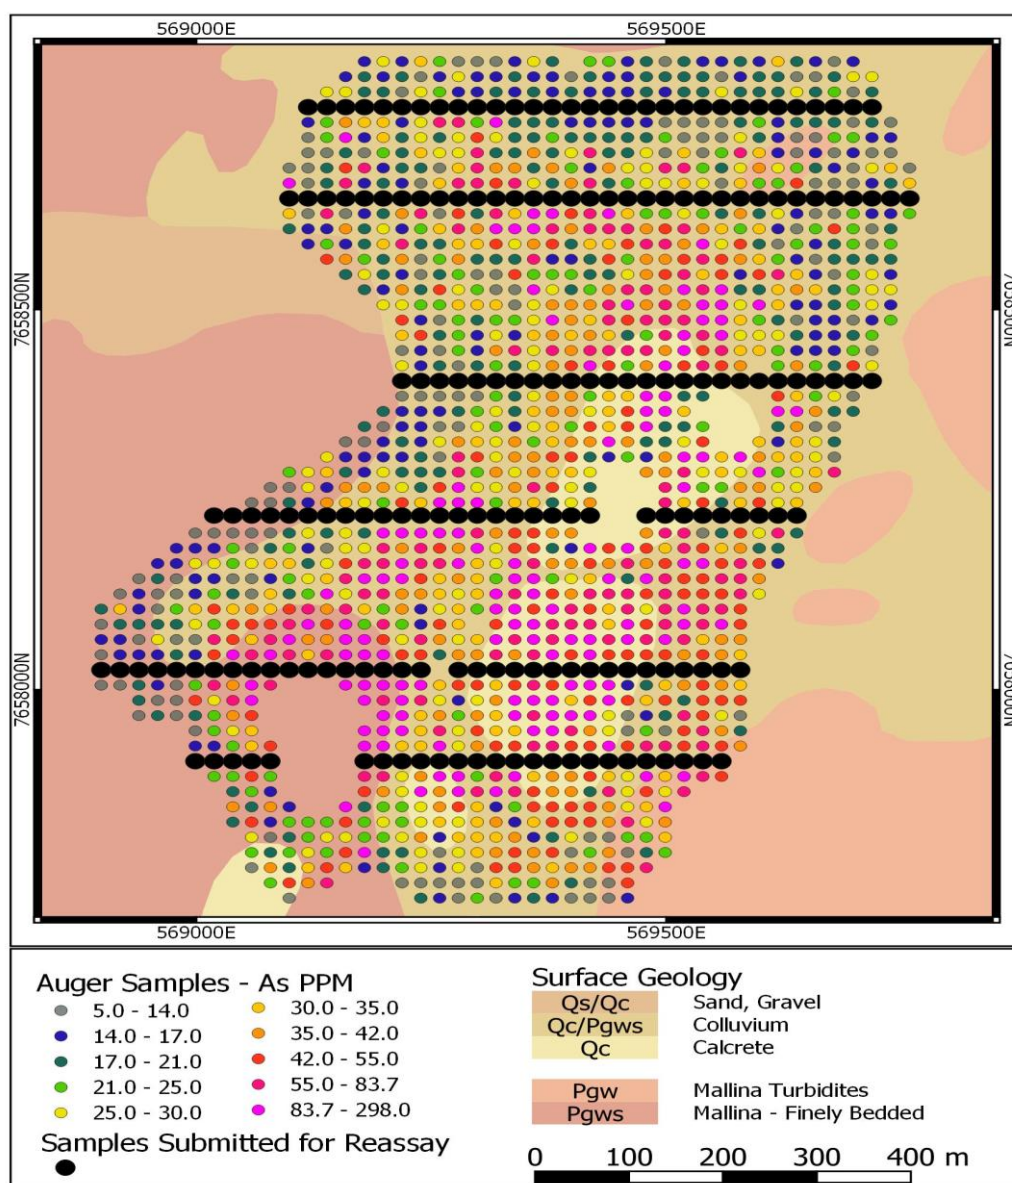 569000E 569500E
7658500N
7658000N
569000E 569500E
Auger Samples - As PPM
5.0 - 14.0
14.0 - 17.0
17.0 - 21.0
21.0 - 25.0
25.0 - 30.0
30.0 - 35.0
35.0 - 42.0
42.0 - 55.0
55.0 - 83.7
83.7 - 298.0
Samples Submitted for Reassay
Surface Geology
Qs/Qc Sand, Gravel
Qc/Pgws Colluvium
Qc Calcrete
Pgw Mallina Turbidites
Pgws Mallina - Finely Bedded
0 100 200 300 400 m